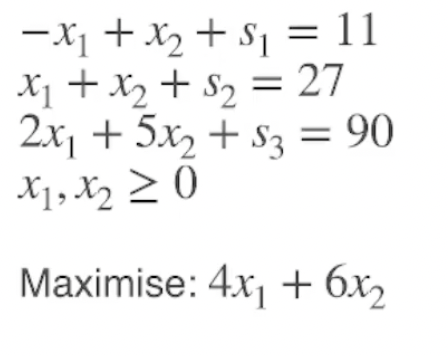 −x₁ + x₂ + s₁ = 11
x₁ + x₂ + s₂ = 27
2x₁ + 5x₂ + s₃ = 90
x₁, x₂ ≥ 0
Maximise: 4x₁ + 6x₂